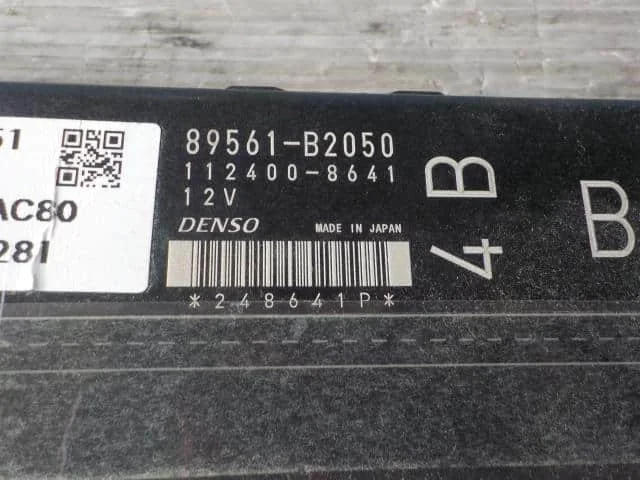 51
AC80
281
89561-B2050
112400-8641
12V
DENSO MADE IN JAPAN
*248641P*
4B
B